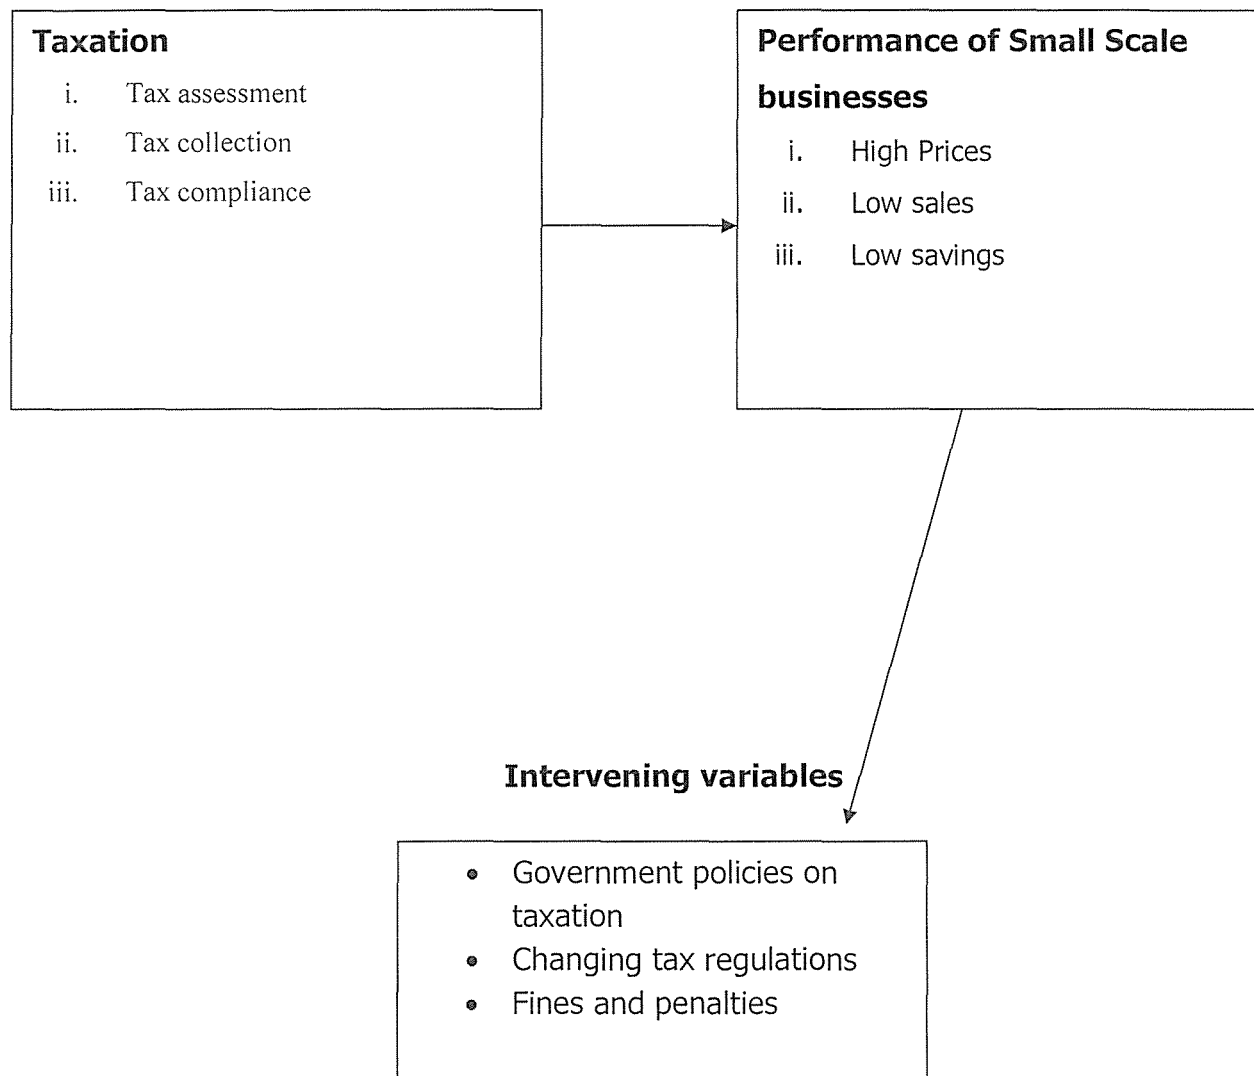 Taxation
i. Tax assessment
ii. Tax collection
iii. Tax compliance
Performance of Small Scale
businesses
i. High Prices
ii. Low sales
iii. Low savings
Intervening variables
• Government policies on
taxation
• Changing tax regulations
• Fines and penalties